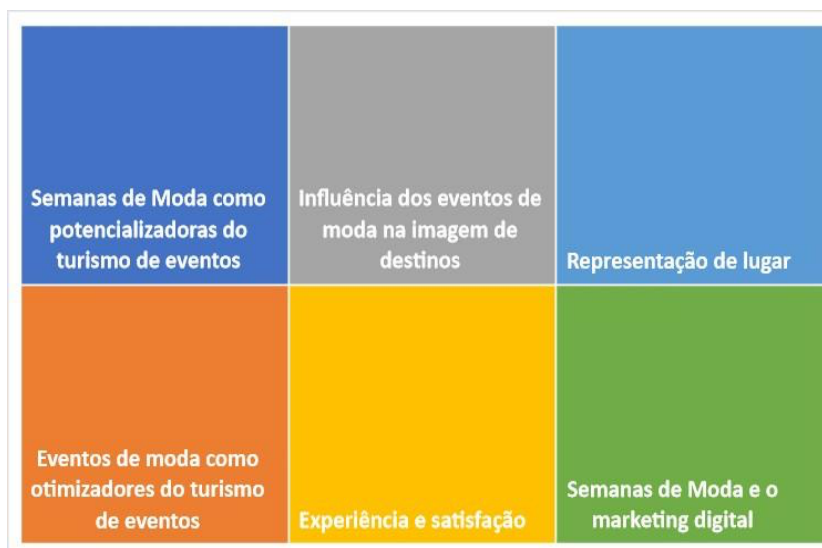 Semanas de Moda como
potencializadoras do
turismo de eventos
Influência dos eventos de
moda na imagem de
destinos
Representação de lugar
Eventos de moda como
otimizadores do turismo
de eventos
Experiência e satisfação
Semanas de Moda e o
marketing digital